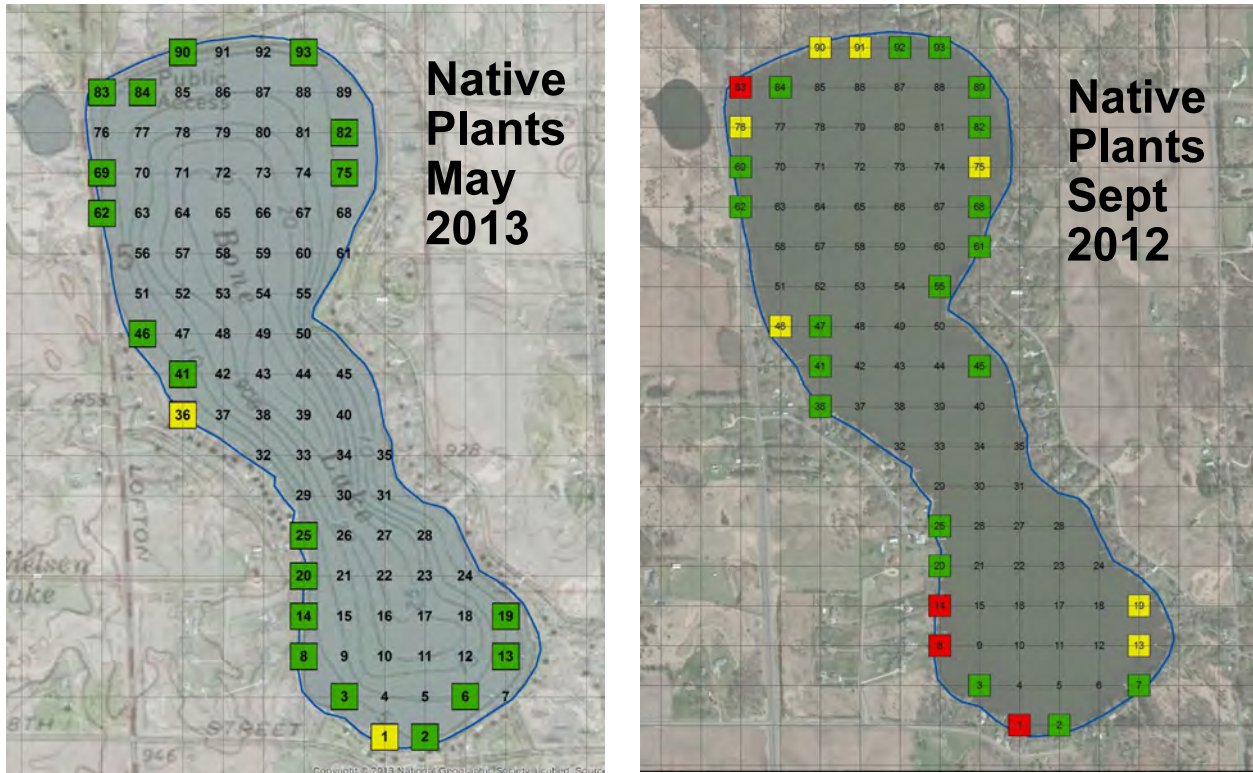 Native
Plants
May
2013
90 91 92 93
Public
Access
83 84 85 86 87 88 89
76 77 78 79 80 81 82
69 70 71 72 73 74 75
62 63 64 65 66 67 68
56 57 58 59 60 61
Bone
51 52 53 54 55
46 47 48 49 50
41 42 43 44 45
36 37 38 39 40
928
32 33 34 35
Lake
29 30 31
LOFTON
25 26 27 28
20 21 22 23 24
14 15 16 17 18 19
8 9 10 11 12 13
3 4 5 6 7
STREET
1 2
946
Copyright © 2013 National Geographic Society, i-cubed, Source
Native
Plants
Sept
2012
90 91 92 93
83 84 85 86 87 88 89
76 77 78 79 80 81 82
69 70 71 72 73 74 75
62 63 64 65 66 67 68
56 57 58 59 60 61
51 52 53 54 55
46 47 48 49 50
41 42 43 44 45
36 37 38 39 40
32 33 34 35
29 30 31
25 26 27 28
20 21 22 23 24
14 15 16 17 18 19
8 9 10 11 12 13
3 4 5 6 7
1 2